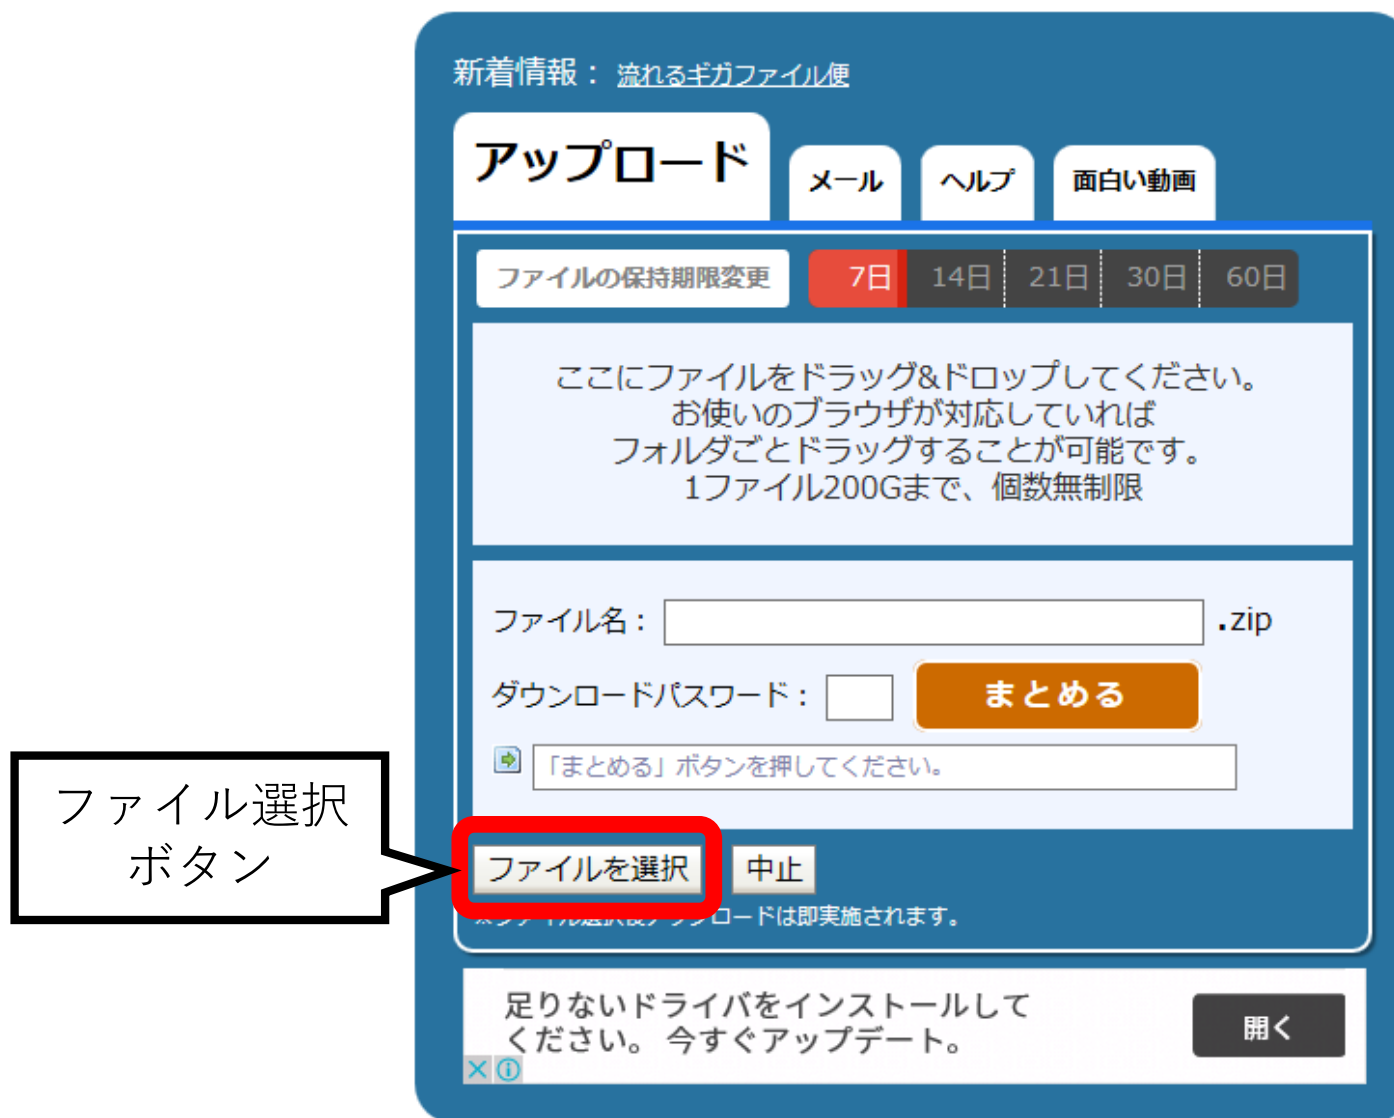 新着情報： 流れるギガファイル便
アップロード
メール
ヘルプ
面白い動画
ファイルの保持期限変更
7日
14日
21日
30日
60日
ここにファイルをドラッグ&ドロップしてください。
お使いのブラウザが対応していれば
フォルダごとドラッグすることが可能です。
1ファイル200Gまで、個数無制限
ファイル名：
.zip
ダウンロードパスワード：
まとめる
「まとめる」ボタンを押してください。
ファイル選択
ボタン
ファイルを選択
中止
※ファイル選択後アップロードは即実施されます。
足りないドライバをインストールして
ください。 今すぐアップデート。
開く